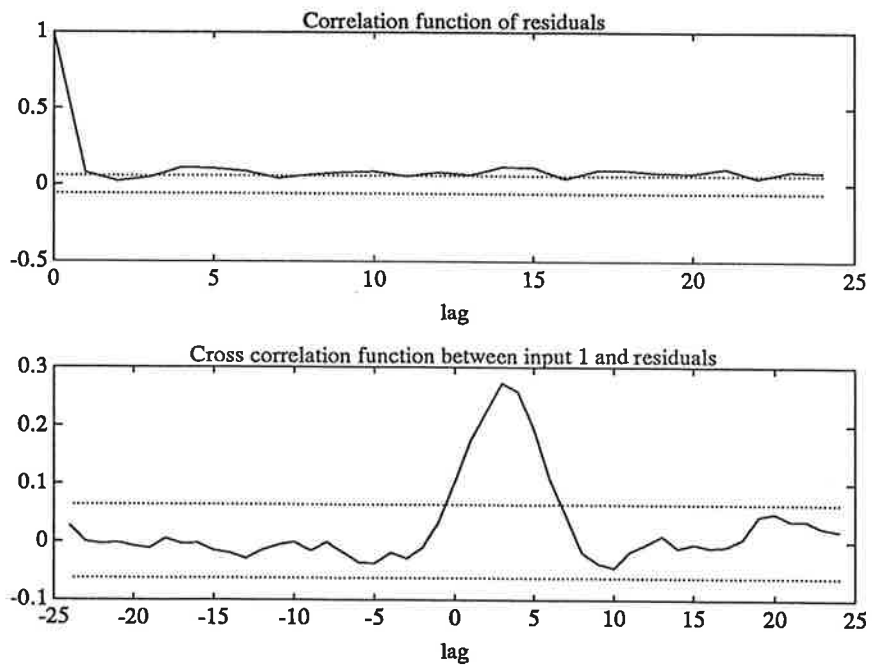 Correlation function of residuals
1
0.5
0
-0.5
0 5 10 15 20 25
lag
Cross correlation function between input 1 and residuals
0.3
0.2
0.1
0
-0.1
-25 -20 -15 -10 -5 0 5 10 15 20 25
lag